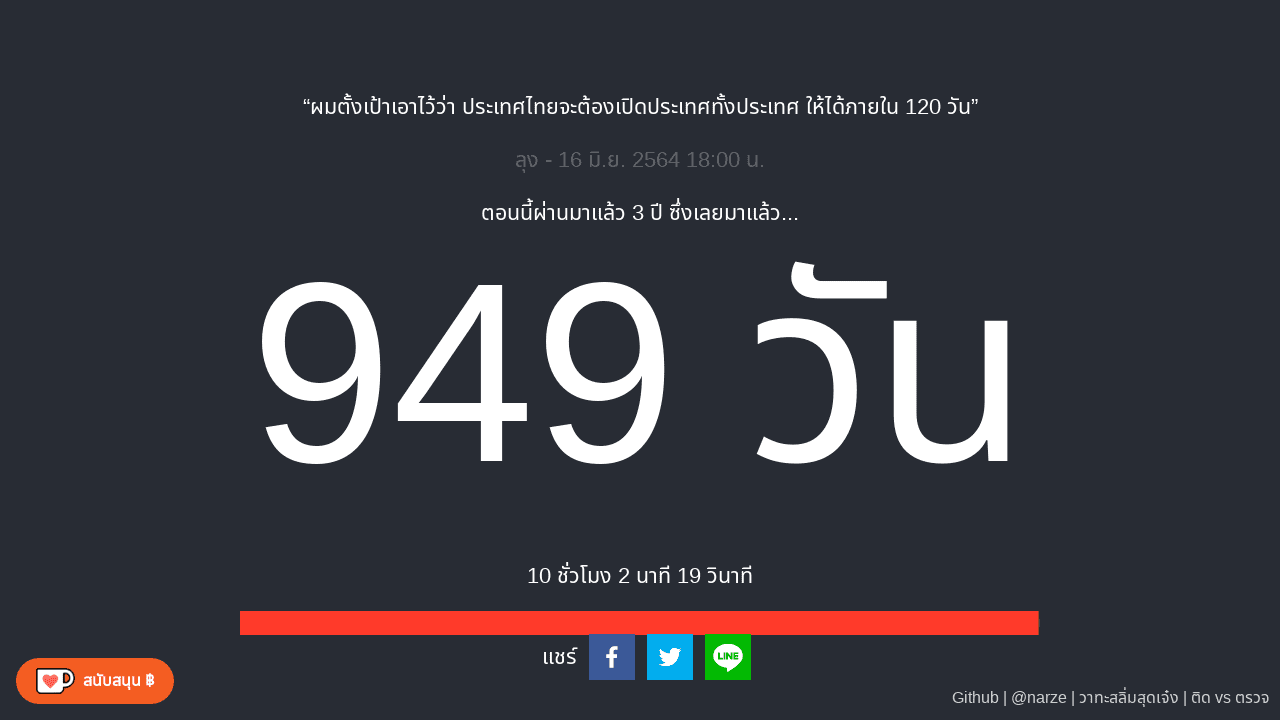 “ผมตั้งเป้าเอาไว้ว่า ประเทศไทยจะต้องเปิดประเทศทั้งประเทศ ให้ได้ภายใน 120 วัน”
ลุง - 16 มิ.ย. 2564 18:00 น.
ตอนนี้ผ่านมาแล้ว 3 ปี ซึ่งเลยมาแล้ว...
949 วัน
10 ชั่วโมง 2 นาที 19 วินาที
แชร์
LINE
สนับสนุน ฿
Github | @narze | วาทะสลิ่มสุดเจ๋ง | ติด vs ตรวจ